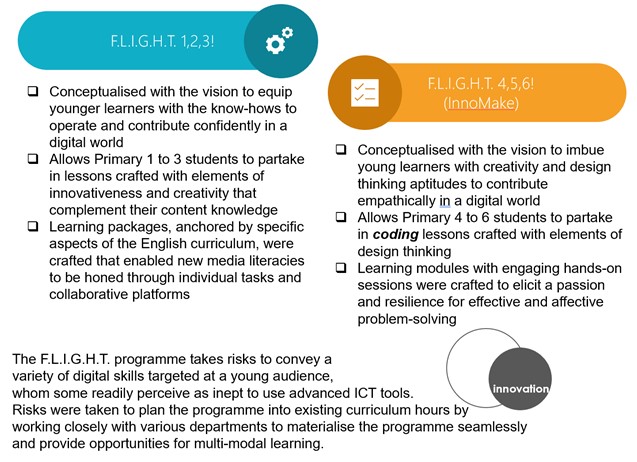 F.L.I.G.H.T. 1,2,3!
Conceptualised with the vision to equip
younger learners with the know-hows to
operate and contribute confidently in a
digital world
Allows Primary 1 to 3 students to partake
in lessons crafted with elements of
innovativeness and creativity that
complement their content knowledge
Learning packages, anchored by specific
aspects of the English curriculum, were
crafted that enabled new media literacies
to be honed through individual tasks and
collaborative platforms
F.L.I.G.H.T. 4,5,6!
(InnoMake)
Conceptualised with the vision to imbue
young learners with creativity and design
thinking aptitudes to contribute
empathically in a digital world
Allows Primary 4 to 6 students to partake
in coding lessons crafted with elements of
design thinking
Learning modules with engaging hands-on
sessions were crafted to elicit a passion
and resilience for effective and affective
problem-solving
innovation
The F.L.I.G.H.T. programme takes risks to convey a
variety of digital skills targeted at a young audience,
whom some readily perceive as inept to use advanced ICT tools.
Risks were taken to plan the programme into existing curriculum hours by
working closely with various departments to materialise the programme seamlessly
and provide opportunities for multi-modal learning.